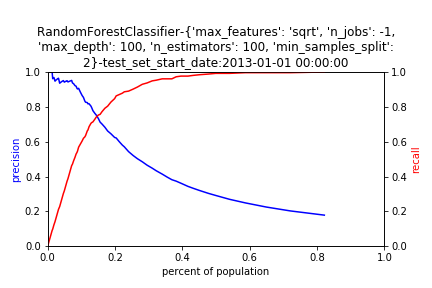 RandomForestClassifier-{'max_features': 'sqrt', 'n_jobs': -1,
'max_depth': 100, 'n_estimators': 100, 'min_samples_split':
2}-test_set_start_date:2013-01-01 00:00:00
1.0
0.8
0.6
0.4
0.2
0.0
precision
1.0
0.8
0.6
0.4
0.2
0.0
recall
0.0 0.2 0.4 0.6 0.8 1.0
percent of population